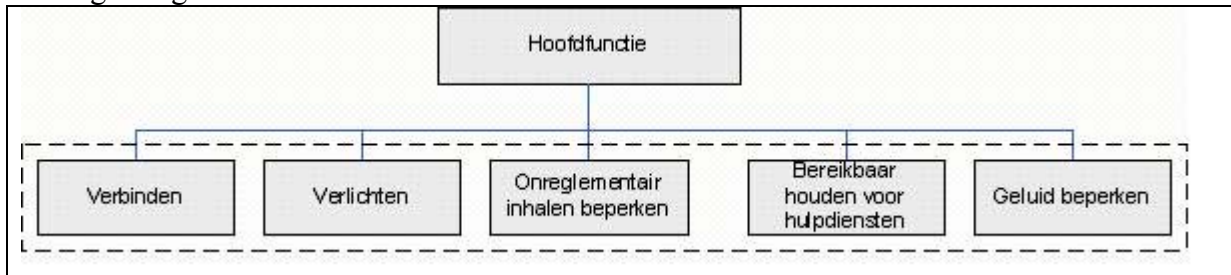 Hoofdfunctie
Verbinden
Verlichten
Onreglementair
inhalen beperken
Bereikbaar
houden voor
hulpdiensten
Geluid beperken